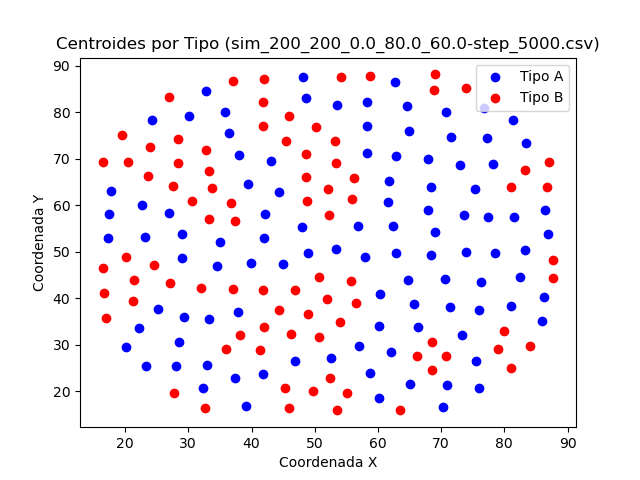 Centroides por Tipo (sim_200_200_0.0_80.0_60.0-step_5000.csv)
Tipo A
Tipo B
90
80
70
60
50
40
30
20
Coordenada Y
20 30 40 50 60 70 80 90
Coordenada X